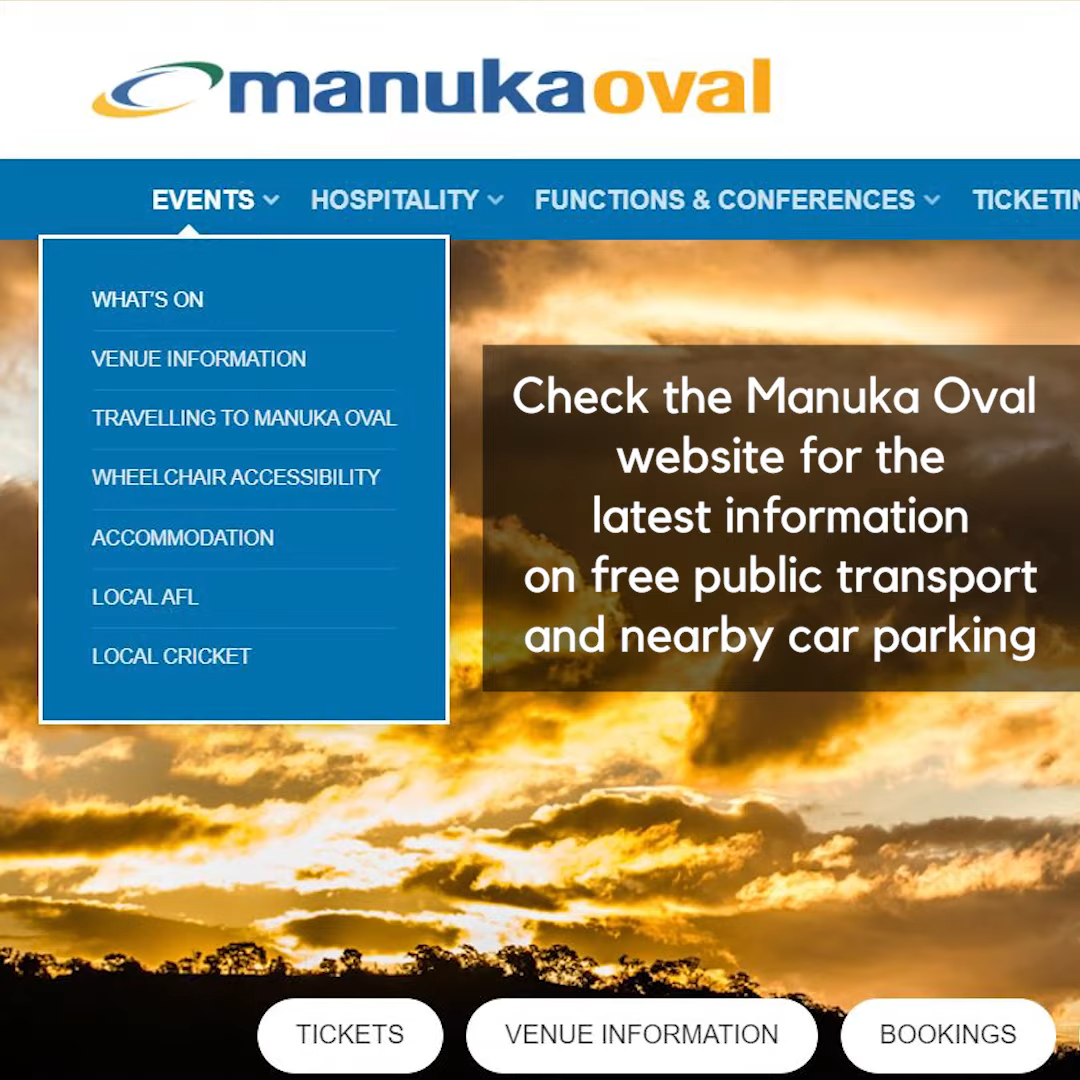 manukaoval
EVENTS HOSPITALITY FUNCTIONS & CONFERENCES TICKETIN
WHAT'S ON
VENUE INFORMATION
TRAVELLING TO MANUKA OVAL
WHEELCHAIR ACCESSIBILITY
ACCOMMODATION
LOCAL AFL
LOCAL CRICKET
Check the Manuka Oval
website for the
latest information
on free public transport
and nearby car parking
TICKETS VENUE INFORMATION BOOKINGS